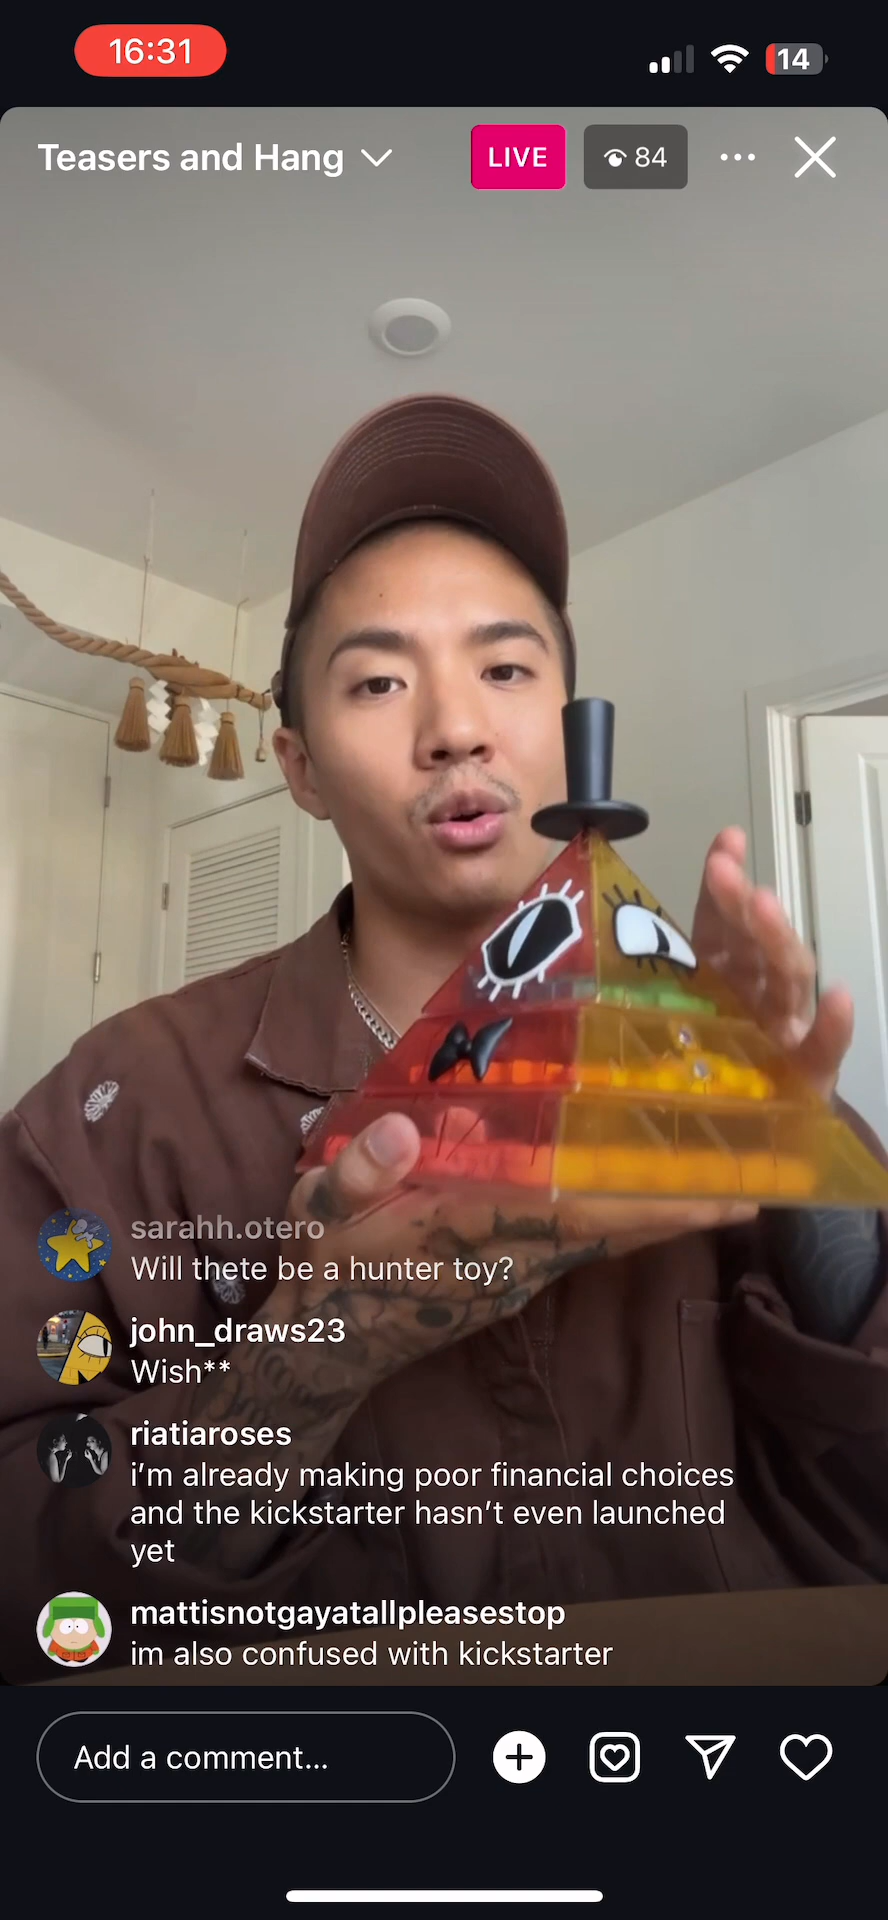 16:31
14
Teasers and Hang
LIVE
84
sarahh.otero
Will thete be a hunter toy?
john_draws23
Wish**
riatiaroses
i’m already making poor financial choices
and the kickstarter hasn’t even launched
yet
mattisnotgayatallpleasestop
im also confused with kickstarter
Add a comment...